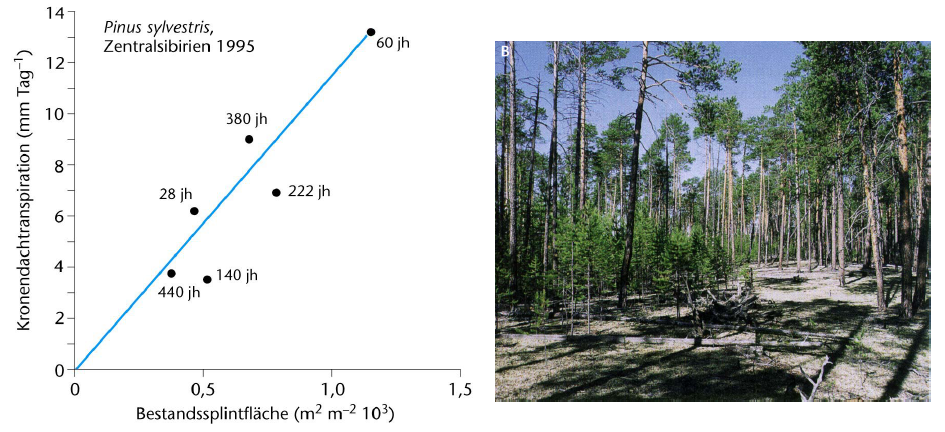 Pinus sylvestris,
Zentralsibirien 1995
14
12
10
8
6
4
2
0
Kronendachtranspiration (mm Tag⁻¹)
60 jh
380 jh
222 jh
28 jh
140 jh
440 jh
0
0,5
1,0
1,5
Bestandssplintfläche (m² m⁻² 10³)
B